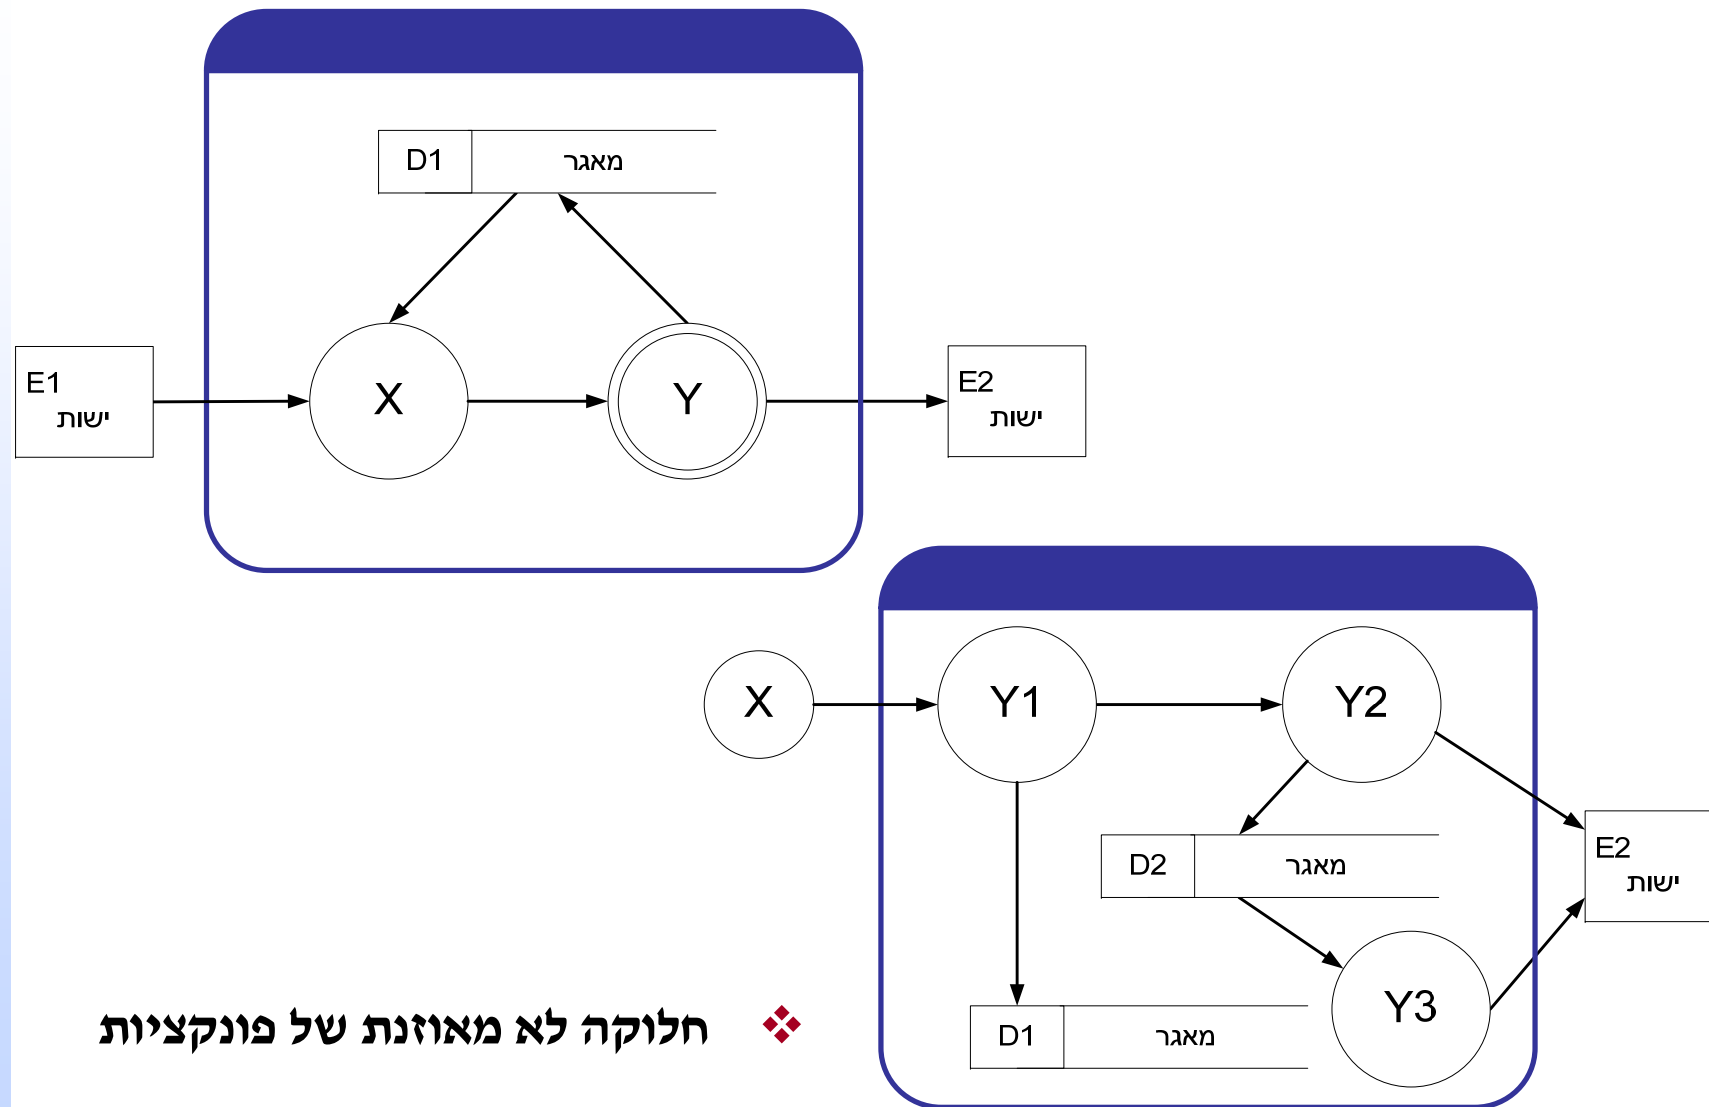 D1 מאגר
E1
ישות
X
Y
E2
ישות
X
Y1
Y2
D2 מאגר
E2
ישות
Y3
D1 מאגר
❖ חלוקה לא מאוזנת של פונקציות